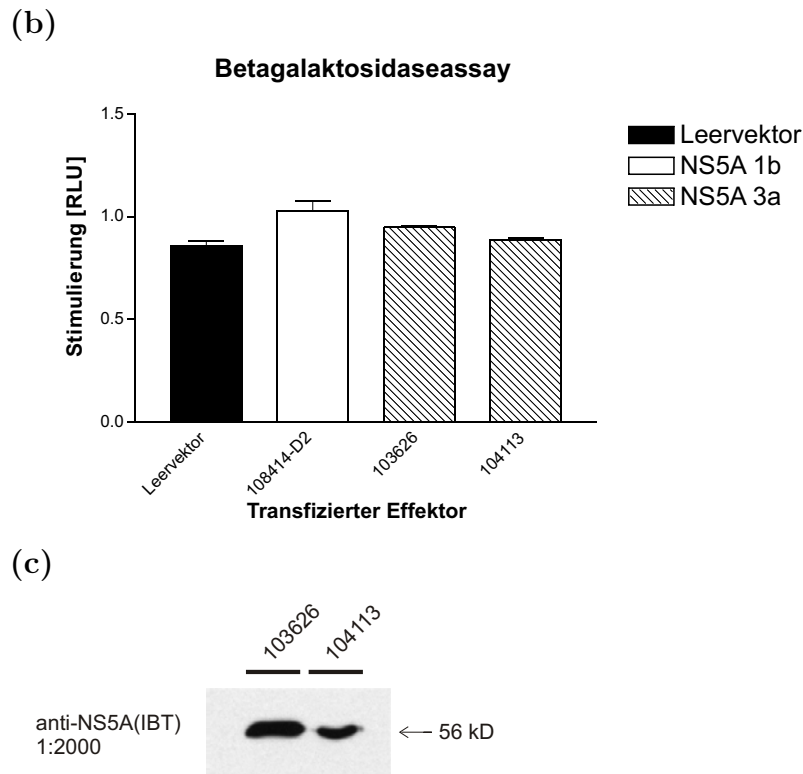 (b)
Betagalaktosidaseassay
1.5
1.0
0.5
0.0
Stimulierung [RLU]
Leervektor
108414-D2
103626
104113
Transfizierter Effektor
Leervektor
NS5A 1b
NS5A 3a
(c)
103626
104113
anti-NS5A(IBT)
1:2000
56 kD